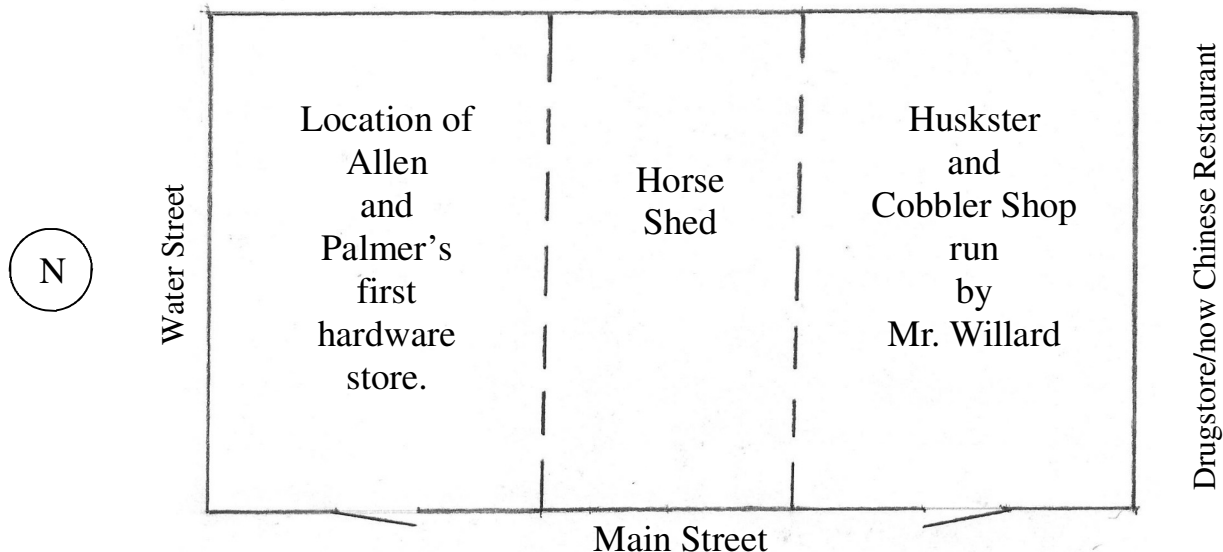 N
Water Street
Location of
Allen
and
Palmer's
first
hardware
store.
Horse
Shed
Huskster
and
Cobbler Shop
run
by
Mr. Willard
Drugstore/now Chinese Restaurant
Main Street